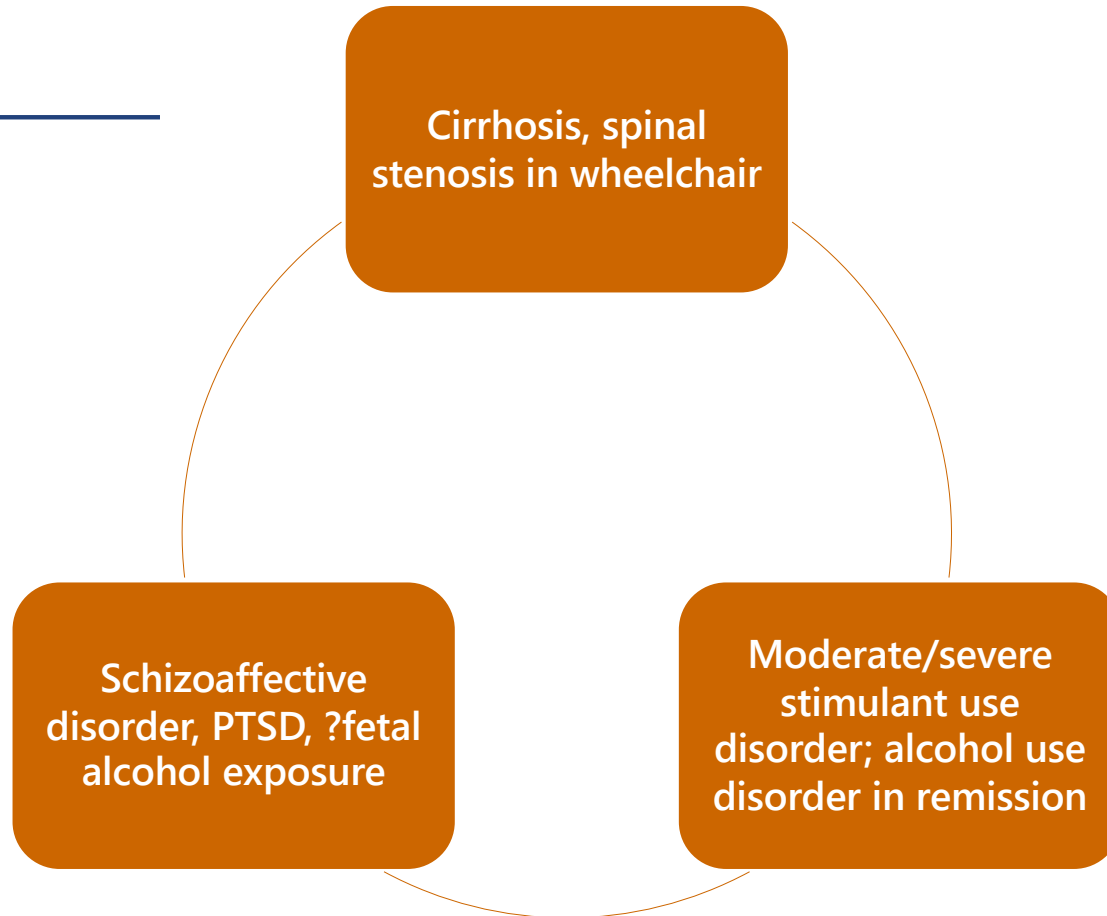 Cirrhosis, spinal
stenosis in wheelchair
Schizoaffective
disorder, PTSD, ?fetal
alcohol exposure
Moderate/severe
stimulant use
disorder; alcohol use
disorder in remission